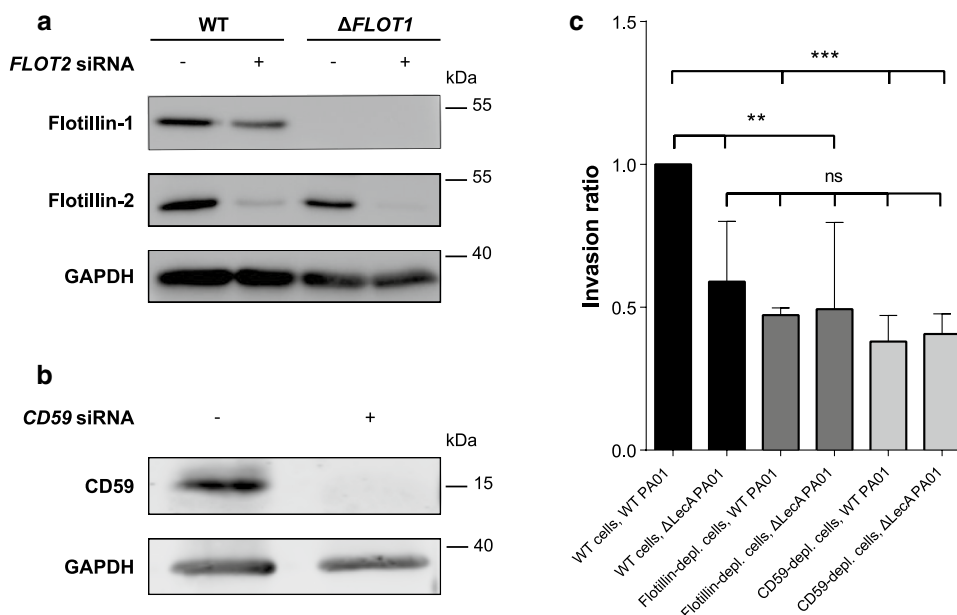 a
WT ΔFLOT1
FLOT2 siRNA - + - +
kDa
Flotillin-1
55
Flotillin-2
55
GAPDH
40
b
CD59 siRNA - +
kDa
CD59
15
GAPDH
40
c
Invasion ratio
1.5
1.0
0.5
0.0
***
**
ns
WT cells, WT PA01
WT cells, ΔLecA PA01
Flotillin-depl. cells, WT PA01
Flotillin-depl. cells, ΔLecA PA01
CD59-depl. cells, WT PA01
CD59-depl. cells, ΔLecA PA01